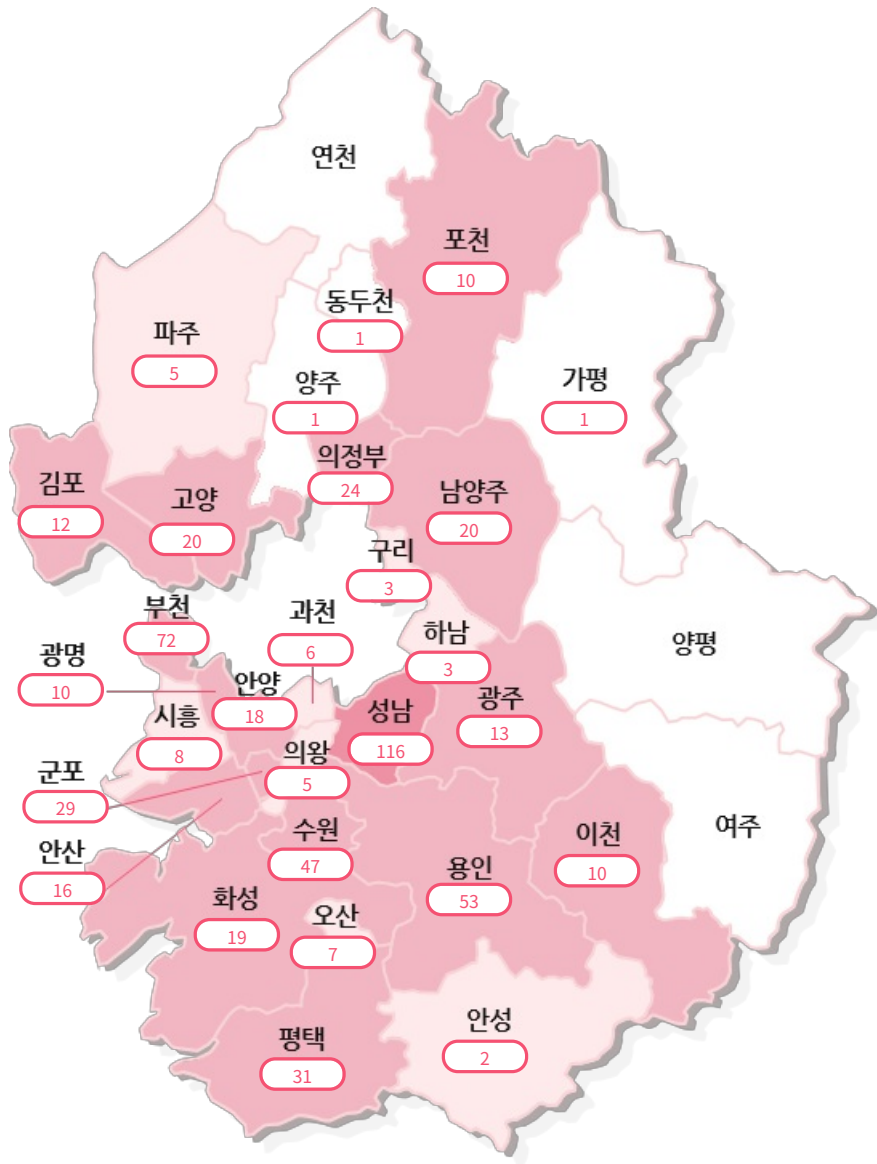 연천
포천
10
동두천
1
파주
5
양주
1
가평
1
의정부
24
김포
12
고양
20
남양주
20
구리
3
부천
72
과천
6
하남
3
양평
광명
10
안양
18
성남
116
광주
13
시흥
8
의왕
5
군포
29
수원
47
이천
10
여주
안산
16
용인
53
화성
19
오산
7
안성
2
평택
31